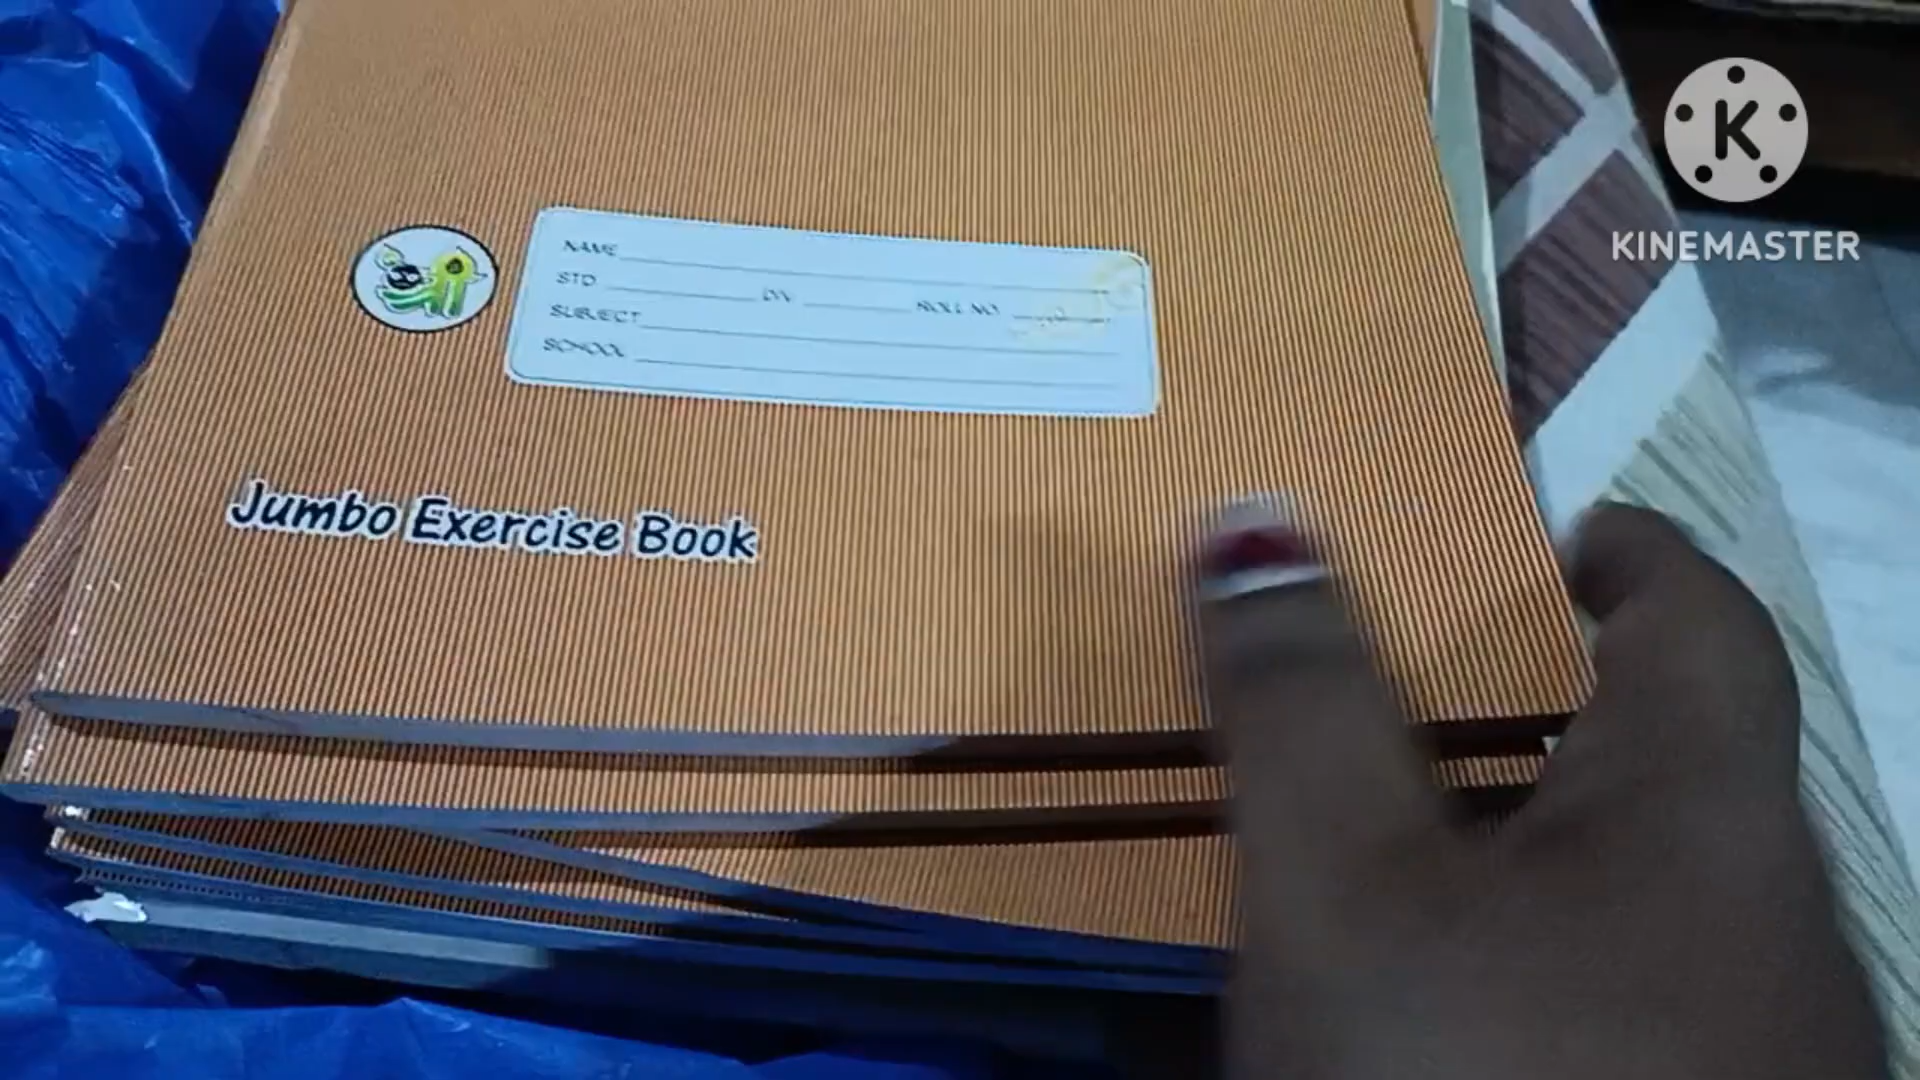 K
KINEMASTER
NAME
STD DIV ROLL NO
SUBJECT
SCHOOL
Jumbo Exercise Book